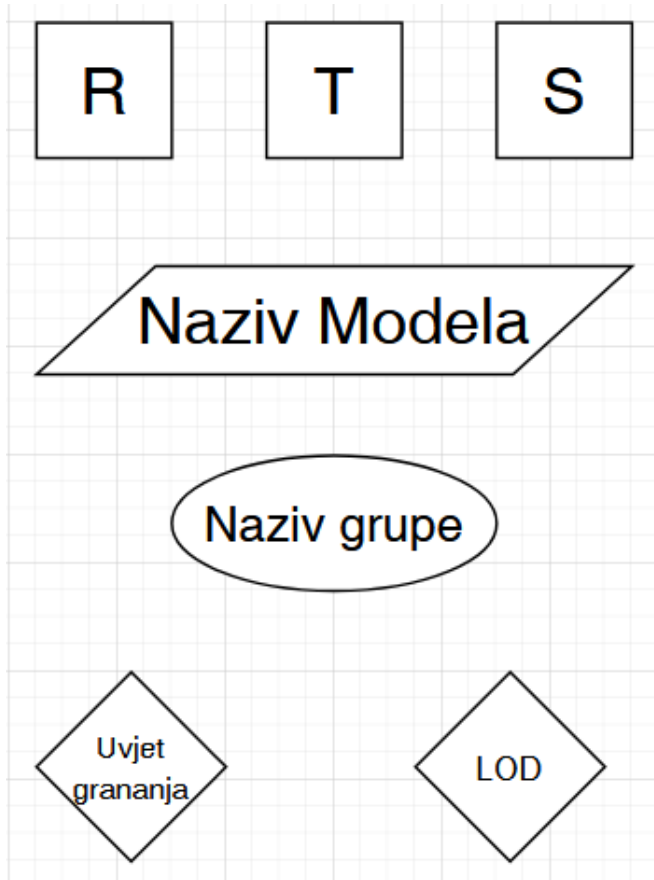 R T S
Naziv Modela
Naziv grupe
Uvjet
grananja
LOD